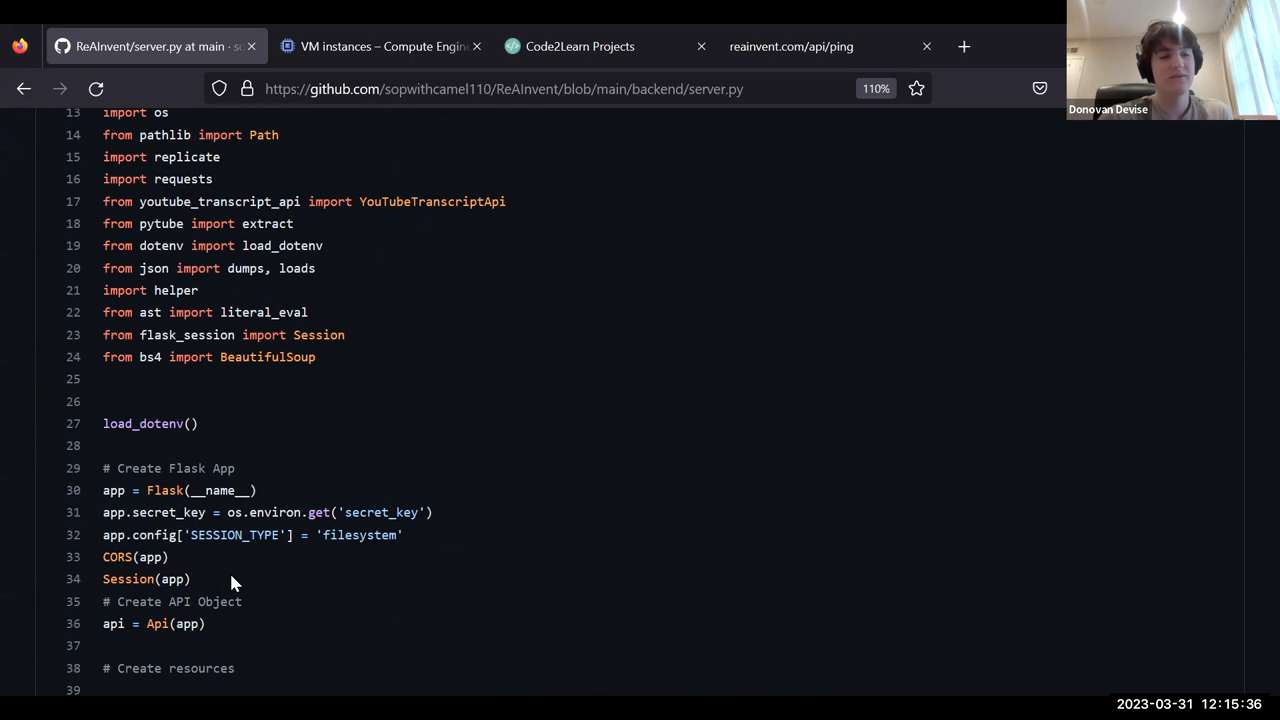 ReAInvent/server.py at main · sc
VM instances – Compute Engin
Code2Learn Projects
reainvent.com/api/ping
https://github.com/sopwithcamel110/ReAInvent/blob/main/backend/server.py
110%
Donovan Devise
13 import os
14 from pathlib import Path
15 import replicate
16 import requests
17 from youtube_transcript_api import YouTubeTranscriptApi
18 from pytube import extract
19 from dotenv import load_dotenv
20 from json import dumps, loads
21 import helper
22 from ast import literal_eval
23 from flask_session import Session
24 from bs4 import BeautifulSoup
25
26
27 load_dotenv()
28
29 # Create Flask App
30 app = Flask(__name__)
31 app.secret_key = os.environ.get('secret_key')
32 app.config['SESSION_TYPE'] = 'filesystem'
33 CORS(app)
34 Session(app)
35 # Create API Object
36 api = Api(app)
37
38 # Create resources
39
2023-03-31 12:15:36